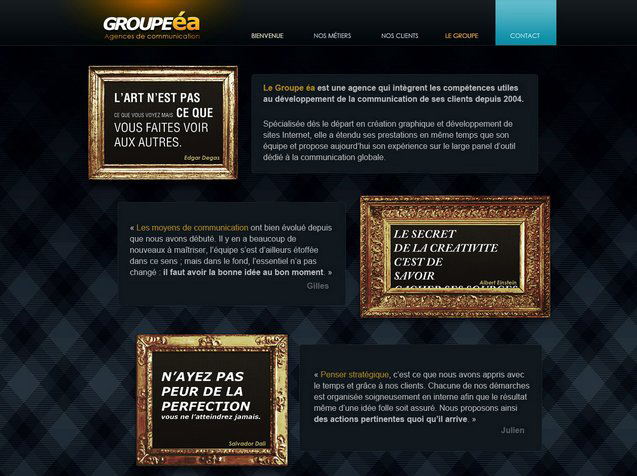 GROUPEéa
Agences de communication
BIENVENUE
NOS MÉTIERS
NOS CLIENTS
LE GROUPE
CONTACT
L'ART N'EST PAS
CE QUE VOUS VOYEZ MAIS CE QUE
VOUS FAITES VOIR
AUX AUTRES.
Edgar Degas
Le Groupe éa est une agence qui intègrent les compétences utiles
au développement de la communication de ses clients depuis 2004.
Spécialisée dès le départ en création graphique et développement de
sites Internet, elle a étendu ses prestations en même temps que son
équipe et propose aujourd'hui son expérience sur le large panel d'outil
dédié à la communication globale.
« Les moyens de communication ont bien évolué depuis
que nous avons débuté. Il y en a beaucoup de
nouveaux à maîtriser, l'équipe s'est d'ailleurs étoffée
dans ce sens ; mais dans le fond, l'essentiel n'a pas
changé : il faut avoir la bonne idée au bon moment. »
Gilles
LE SECRET
DE LA CREATIVITE
C'EST DE
SAVOIR
CACHER SES SOURCES
Albert Einstein
N'AYEZ PAS
PEUR DE LA
PERFECTION
vous ne l'atteindrez jamais.
Salvador Dali
« Penser stratégique, c'est ce que nous avons appris avec
le temps et grâce à nos clients. Chacune de nos démarches
est organisée soigneusement en interne afin que le résultat
même d'une idée folle soit assuré. Nous proposons ainsi
des actions pertinentes quoi qu'il arrive. »
Julien